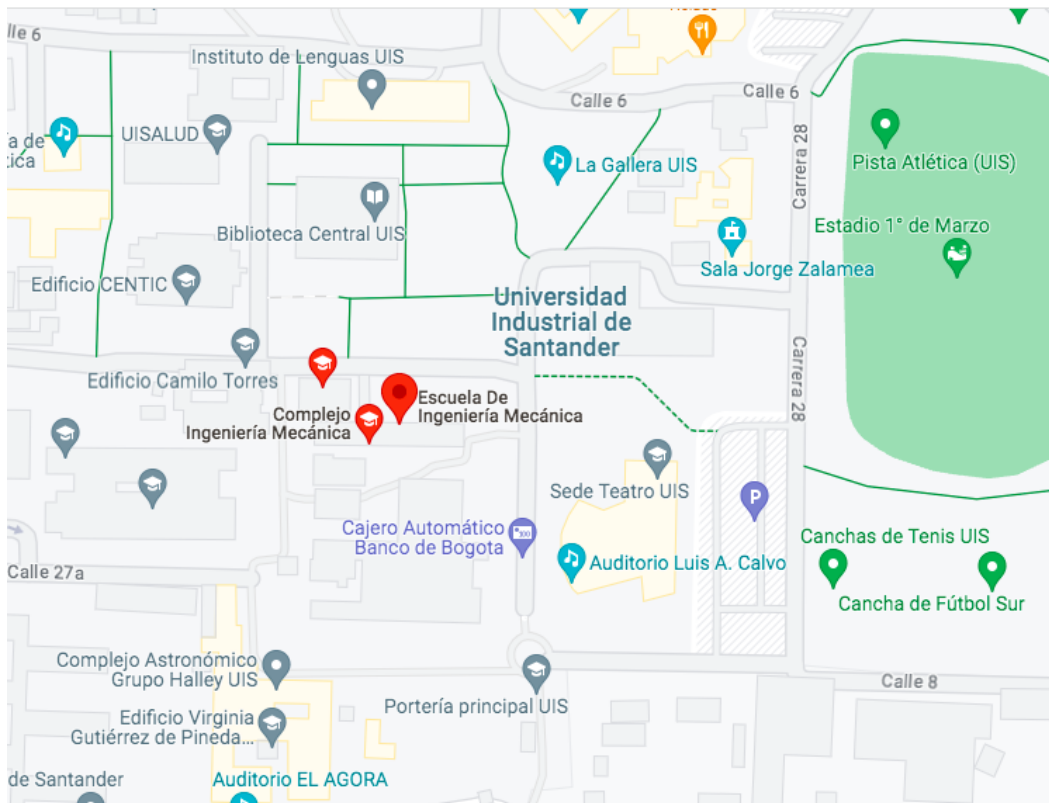 lle 6
Instituto de Lenguas UIS
Calle 6
Calle 6
Carrera 28
UISALUD
ía de
tica
La Gallera UIS
Pista Atlética (UIS)
Biblioteca Central UIS
Estadio 1° de Marzo
Sala Jorge Zalamea
Edificio CENTIC
Universidad
Industrial de
Santander
Carrera 28
Edificio Camilo Torres
Escuela De
Ingeniería Mecánica
Complejo
Ingeniería Mecánica
Sede Teatro UIS
P
Cajero Automático
Banco de Bogota
$100
Canchas de Tenis UIS
Auditorio Luis A. Calvo
Calle 27a
Cancha de Fútbol Sur
Complejo Astronómico
Grupo Halley UIS
Calle 8
Portería principal UIS
Edificio Virginia
Gutiérrez de Pineda...
de Santander
Auditorio EL AGORA